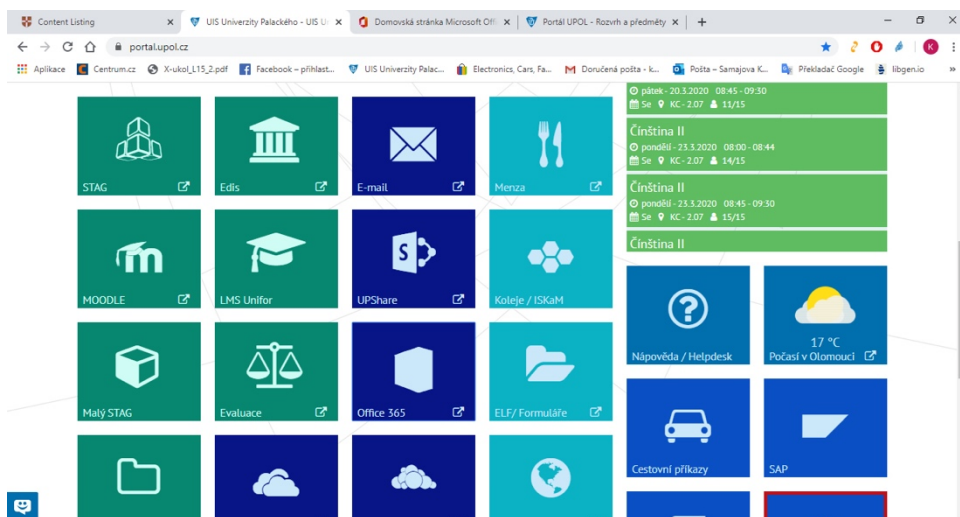 Content Listing
UIS Univerzity Palackého - UIS U
Domovská stránka Microsoft Offi
Portál UPOL - Rozvrh a předměty
portal.upol.cz
K
Aplikace
Centrum.cz
X-ukol_L15_2.pdf
Facebook – přihlast...
UIS Univerzity Palac...
Electronics, Cars, Fa...
Doručená pošta - k...
Pošta – Samajova K...
Překladač Google
libgen.io
»
pátek - 20.3.2020 08:45 - 09:30
Se KC - 2.07 11/15
Čínština II
pondělí - 23.3.2020 08:00 - 08:44
Se KC - 2.07 14/15
Čínština II
pondělí - 23.3.2020 08:45 - 09:30
Se KC - 2.07 15/15
Čínština II
STAG
Edis
E-mail
Menza
m
S
MOODLE
LMS Unifor
UPShare
Koleje / ISKaM
?
Nápověda / Helpdesk
17 °C
Počasí v Olomouci
Malý STAG
Evaluace
Office 365
ELF/ Formuláře
Cestovní příkazy
SAP